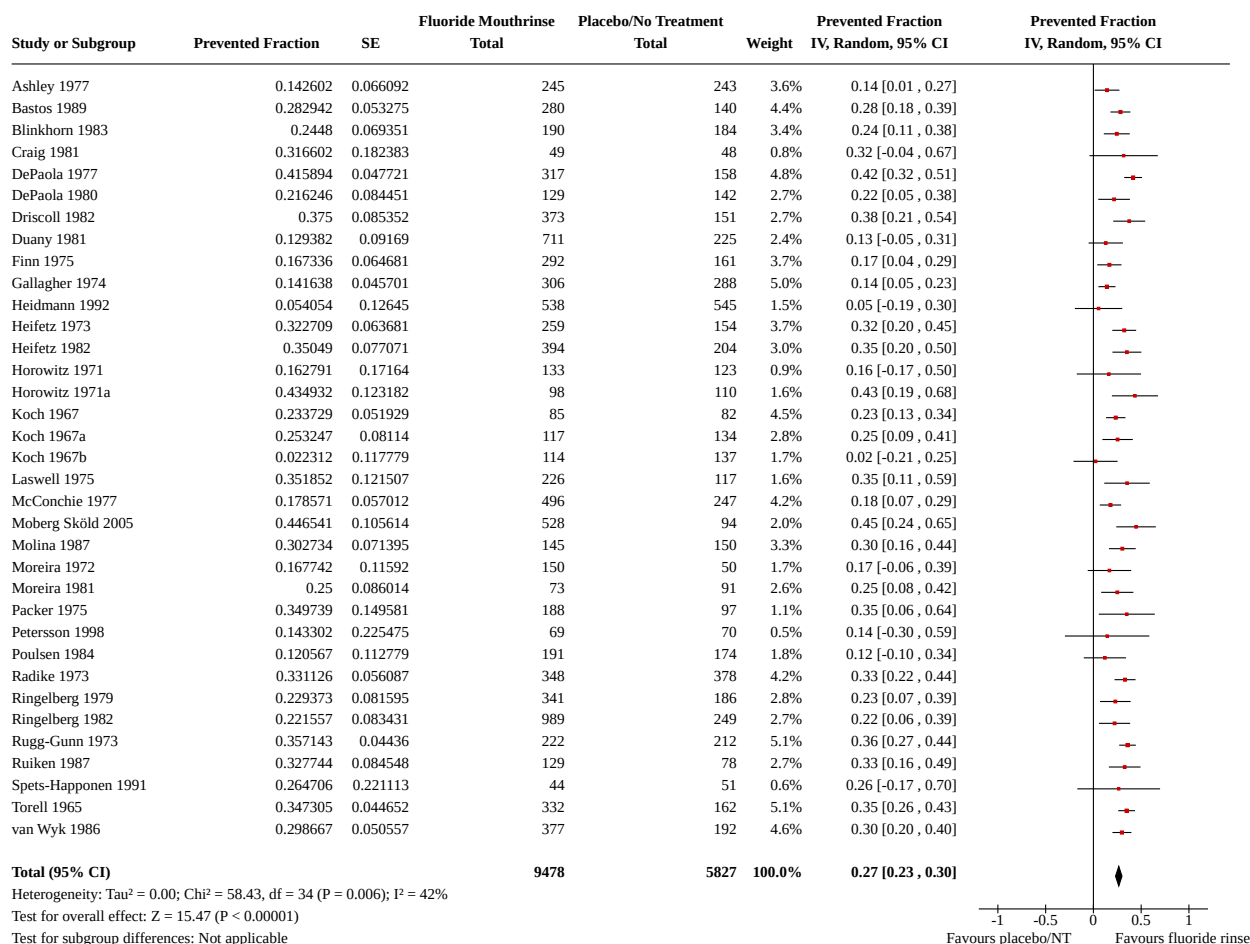 Fluoride Mouthrinse Placebo/No Treatment Prevented Fraction Prevented Fraction
Study or Subgroup Prevented Fraction SE Total Total Weight IV, Random, 95% CI IV, Random, 95% CI
Ashley 1977 0.142602 0.066092 245 243 3.6% 0.14 [0.01 , 0.27]
Bastos 1989 0.282942 0.053275 280 140 4.4% 0.28 [0.18 , 0.39]
Blinkhorn 1983 0.2448 0.069351 190 184 3.4% 0.24 [0.11 , 0.38]
Craig 1981 0.316602 0.182383 49 48 0.8% 0.32 [-0.04 , 0.67]
DePaola 1977 0.415894 0.047721 317 158 4.8% 0.42 [0.32 , 0.51]
DePaola 1980 0.216246 0.084451 129 142 2.7% 0.22 [0.05 , 0.38]
Driscoll 1982 0.375 0.085352 373 151 2.7% 0.38 [0.21 , 0.54]
Duany 1981 0.129382 0.09169 711 225 2.4% 0.13 [-0.05 , 0.31]
Finn 1975 0.167336 0.064681 292 161 3.7% 0.17 [0.04 , 0.29]
Gallagher 1974 0.141638 0.045701 306 288 5.0% 0.14 [0.05 , 0.23]
Heidmann 1992 0.054054 0.12645 538 545 1.5% 0.05 [-0.19 , 0.30]
Heifetz 1973 0.322709 0.063681 259 154 3.7% 0.32 [0.20 , 0.45]
Heifetz 1982 0.35049 0.077071 394 204 3.0% 0.35 [0.20 , 0.50]
Horowitz 1971 0.162791 0.17164 133 123 0.9% 0.16 [-0.17 , 0.50]
Horowitz 1971a 0.434932 0.123182 98 110 1.6% 0.43 [0.19 , 0.68]
Koch 1967 0.233729 0.051929 85 82 4.5% 0.23 [0.13 , 0.34]
Koch 1967a 0.253247 0.08114 117 134 2.8% 0.25 [0.09 , 0.41]
Koch 1967b 0.022312 0.117779 114 137 1.7% 0.02 [-0.21 , 0.25]
Laswell 1975 0.351852 0.121507 226 117 1.6% 0.35 [0.11 , 0.59]
McConchie 1977 0.178571 0.057012 496 247 4.2% 0.18 [0.07 , 0.29]
Moberg Sköld 2005 0.446541 0.105614 528 94 2.0% 0.45 [0.24 , 0.65]
Molina 1987 0.302734 0.071395 145 150 3.3% 0.30 [0.16 , 0.44]
Moreira 1972 0.167742 0.11592 150 50 1.7% 0.17 [-0.06 , 0.39]
Moreira 1981 0.25 0.086014 73 91 2.6% 0.25 [0.08 , 0.42]
Packer 1975 0.349739 0.149581 188 97 1.1% 0.35 [0.06 , 0.64]
Petersson 1998 0.143302 0.225475 69 70 0.5% 0.14 [-0.30 , 0.59]
Poulsen 1984 0.120567 0.112779 191 174 1.8% 0.12 [-0.10 , 0.34]
Radike 1973 0.331126 0.056087 348 378 4.2% 0.33 [0.22 , 0.44]
Ringelberg 1979 0.229373 0.081595 341 186 2.8% 0.23 [0.07 , 0.39]
Ringelberg 1982 0.221557 0.083431 989 249 2.7% 0.22 [0.06 , 0.39]
Rugg-Gunn 1973 0.357143 0.04436 222 212 5.1% 0.36 [0.27 , 0.44]
Ruiken 1987 0.327744 0.084548 129 78 2.7% 0.33 [0.16 , 0.49]
Spets-Happonen 1991 0.264706 0.221113 44 51 0.6% 0.26 [-0.17 , 0.70]
Torell 1965 0.347305 0.044652 332 162 5.1% 0.35 [0.26 , 0.43]
van Wyk 1986 0.298667 0.050557 377 192 4.6% 0.30 [0.20 , 0.40]
Total (95% CI) 9478 5827 100.0% 0.27 [0.23 , 0.30]
Heterogeneity: Tau² = 0.00; Chi² = 58.43, df = 34 (P = 0.006); I² = 42%
Test for overall effect: Z = 15.47 (P < 0.00001)
Test for subgroup differences: Not applicable
-1 -0.5 0 0.5 1
Favours placebo/NT Favours fluoride rinse